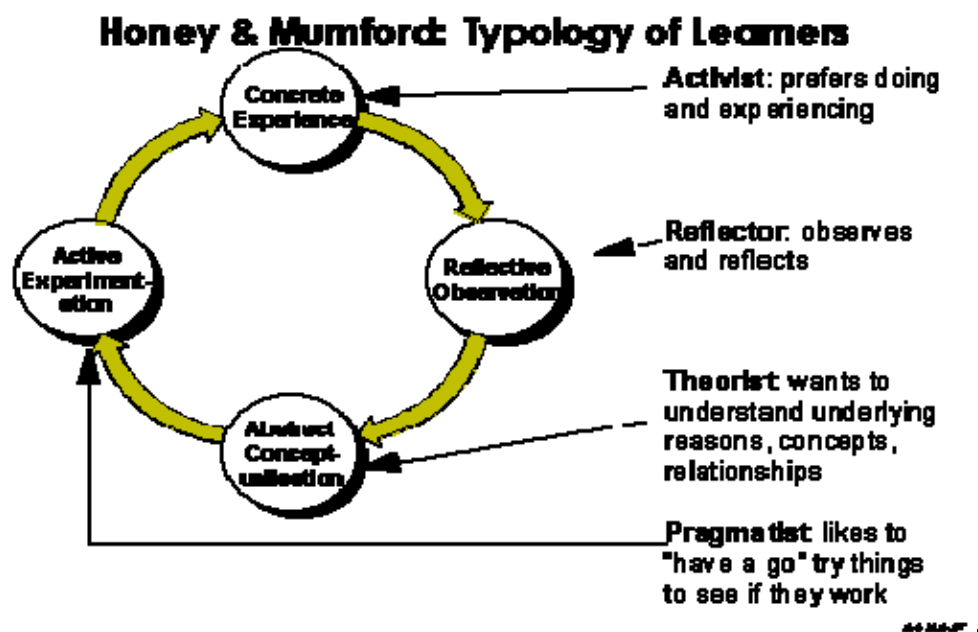 Honey & Mumford: Typology of Learners
Concrete
Experience
Activist: prefers doing
and experiencing
Active
Experiment-
ation
Reflective
Observation
Reflector: observes
and reflects
Abstract
Concept-
ualisation
Theorist: wants to
understand underlying
reasons, concepts,
relationships
Pragmatist: likes to
"have a go" try things
to see if they work